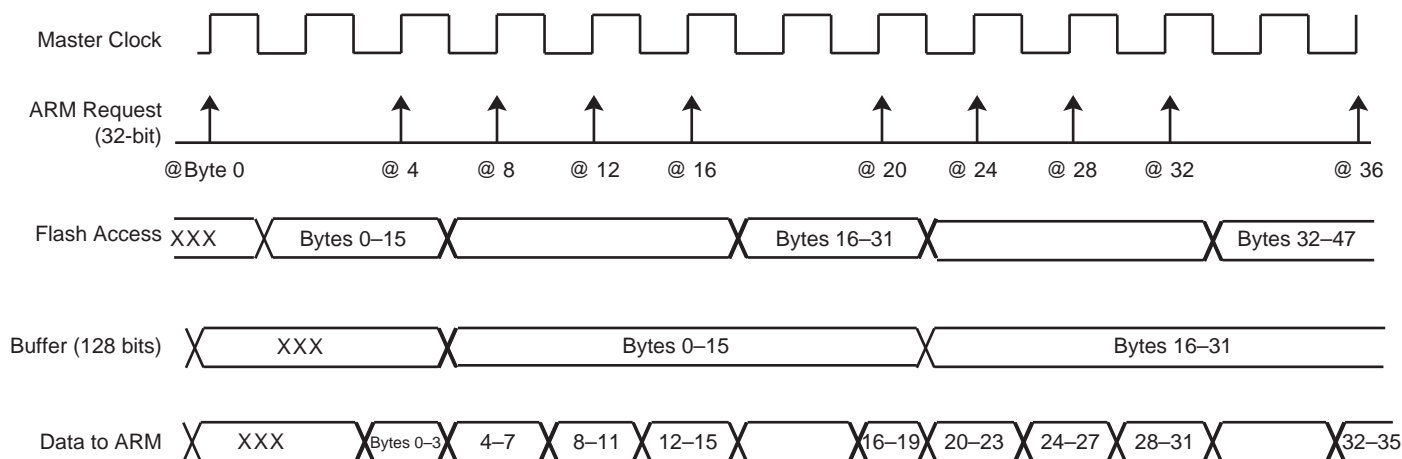 Master Clock
ARM Request
(32-bit)
@Byte 0 @ 4 @ 8 @ 12 @ 16 @ 20 @ 24 @ 28 @ 32 @ 36
Flash Access XXX Bytes 0–15 Bytes 16–31 Bytes 32–47
Buffer (128 bits) XXX Bytes 0–15 Bytes 16–31
Data to ARM XXX Bytes 0–3 4–7 8–11 12–15 16–19 20–23 24–27 28–31 32–35